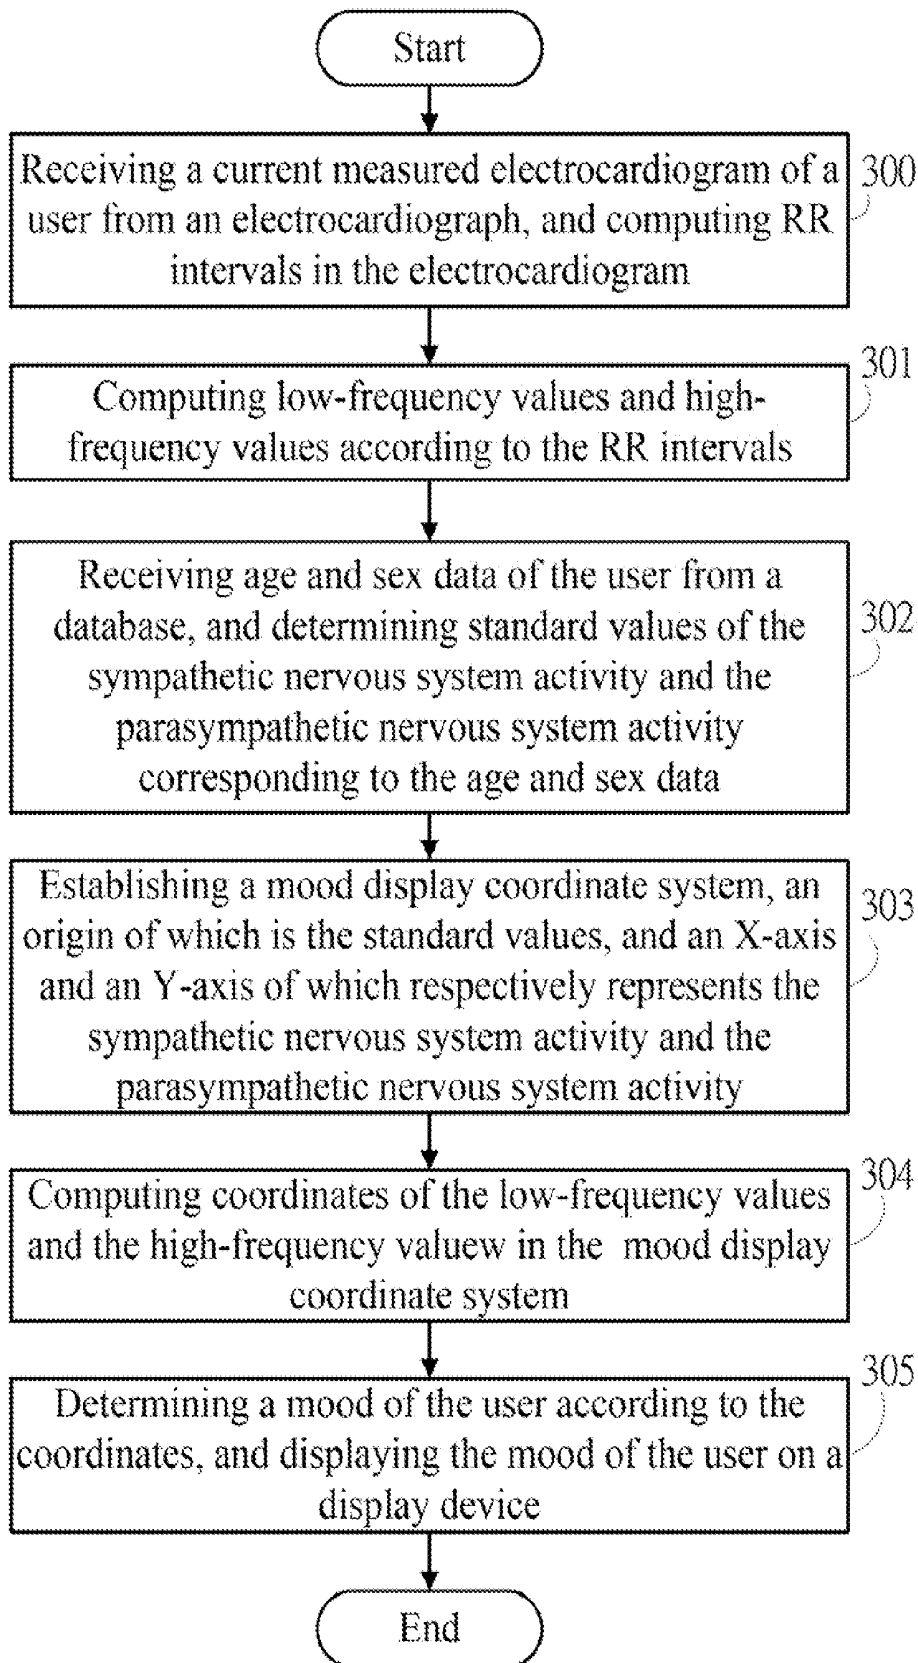 Start
Receiving a current measured electrocardiogram of a
user from an electrocardiograph, and computing RR
intervals in the electrocardiogram
300
Computing low-frequency values and high-
frequency values according to the RR intervals
301
Receiving age and sex data of the user from a
database, and determining standard values of the
sympathetic nervous system activity and the
parasympathetic nervous system activity
corresponding to the age and sex data
302
Establishing a mood display coordinate system, an
origin of which is the standard values, and an X-axis
and an Y-axis of which respectively represents the
sympathetic nervous system activity and the
parasympathetic nervous system activity
303
Computing coordinates of the low-frequency values
and the high-frequency valuew in the mood display
coordinate system
304
Determining a mood of the user according to the
coordinates, and displaying the mood of the user on a
display device
305
End